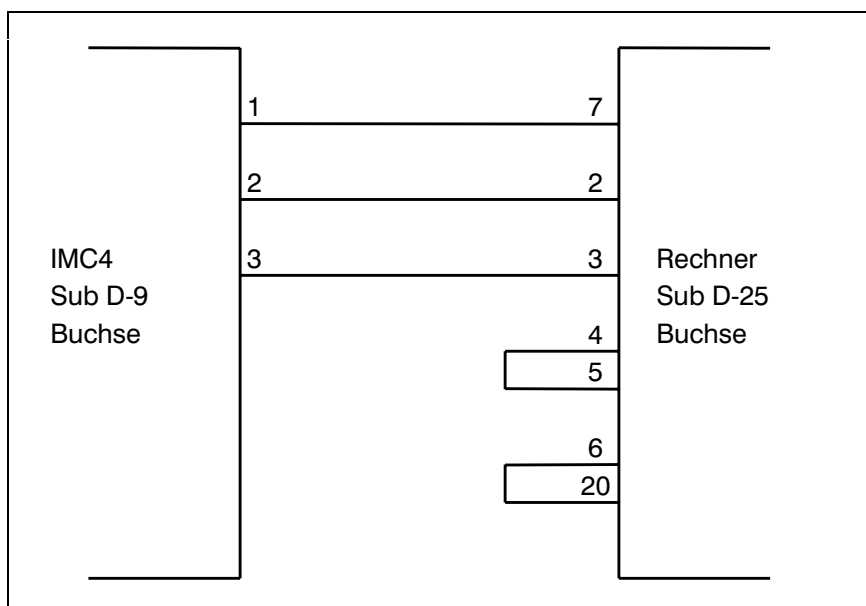 1 7
2 2
IMC4
Sub D-9
Buchse
3 3
Rechner
Sub D-25
Buchse
4
5
6
20